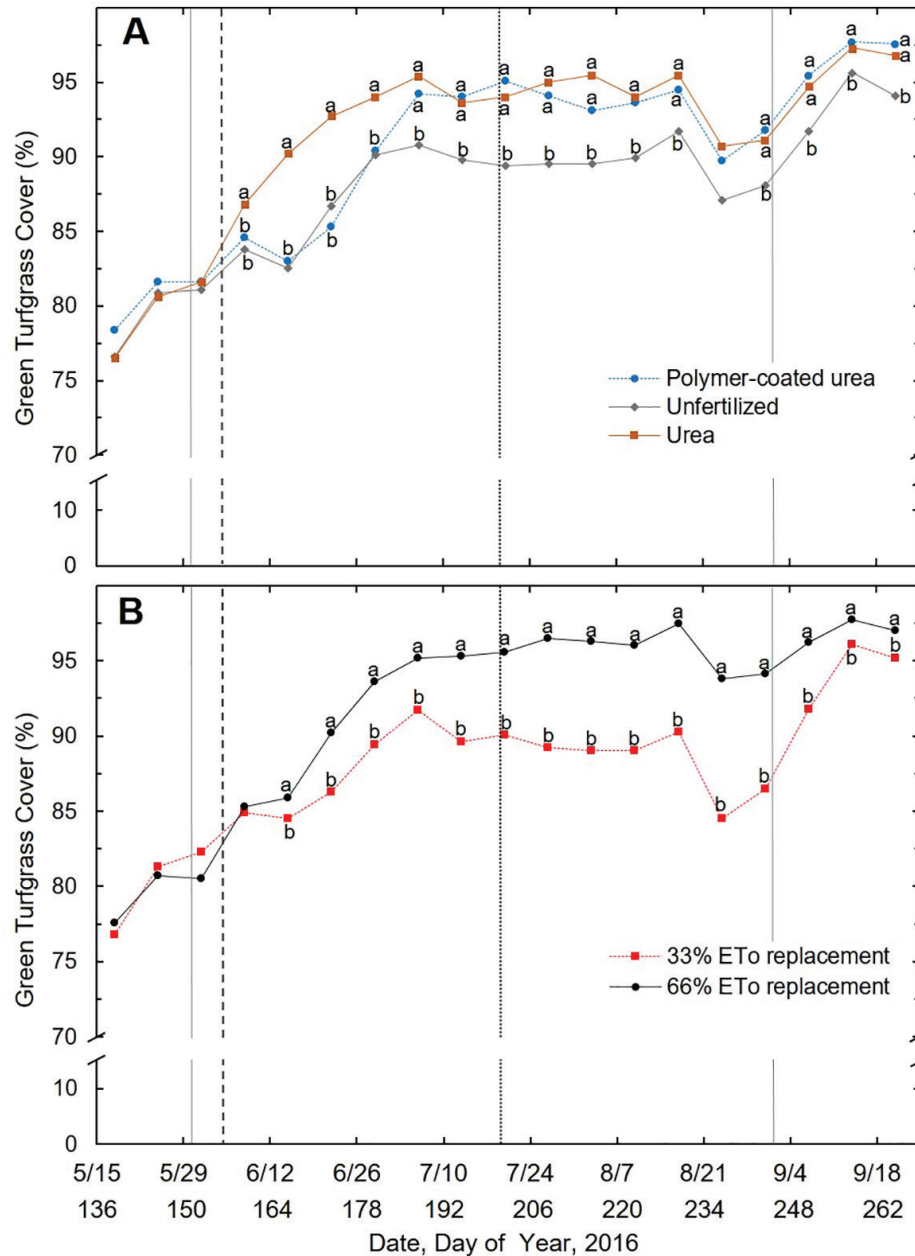 A
Green Turfgrass Cover (%)
95
90
85
80
75
70
10
0
a b b
a b
a b b
a b
a a b
a a b
a a b
a a b
a a b
a a b
a a b
a a b
a a b
a a b
a a b
Polymer-coated urea
Unfertilized
Urea
B
Green Turfgrass Cover (%)
95
90
85
80
75
70
10
0
a a a a a a a a a a a a a a
b b b b b b b b b b b b b b b
33% ETo replacement
66% ETo replacement
5/15 5/29 6/12 6/26 7/10 7/24 8/7 8/21 9/4 9/18
136 150 164 178 192 206 220 234 248 262
Date, Day of Year, 2016